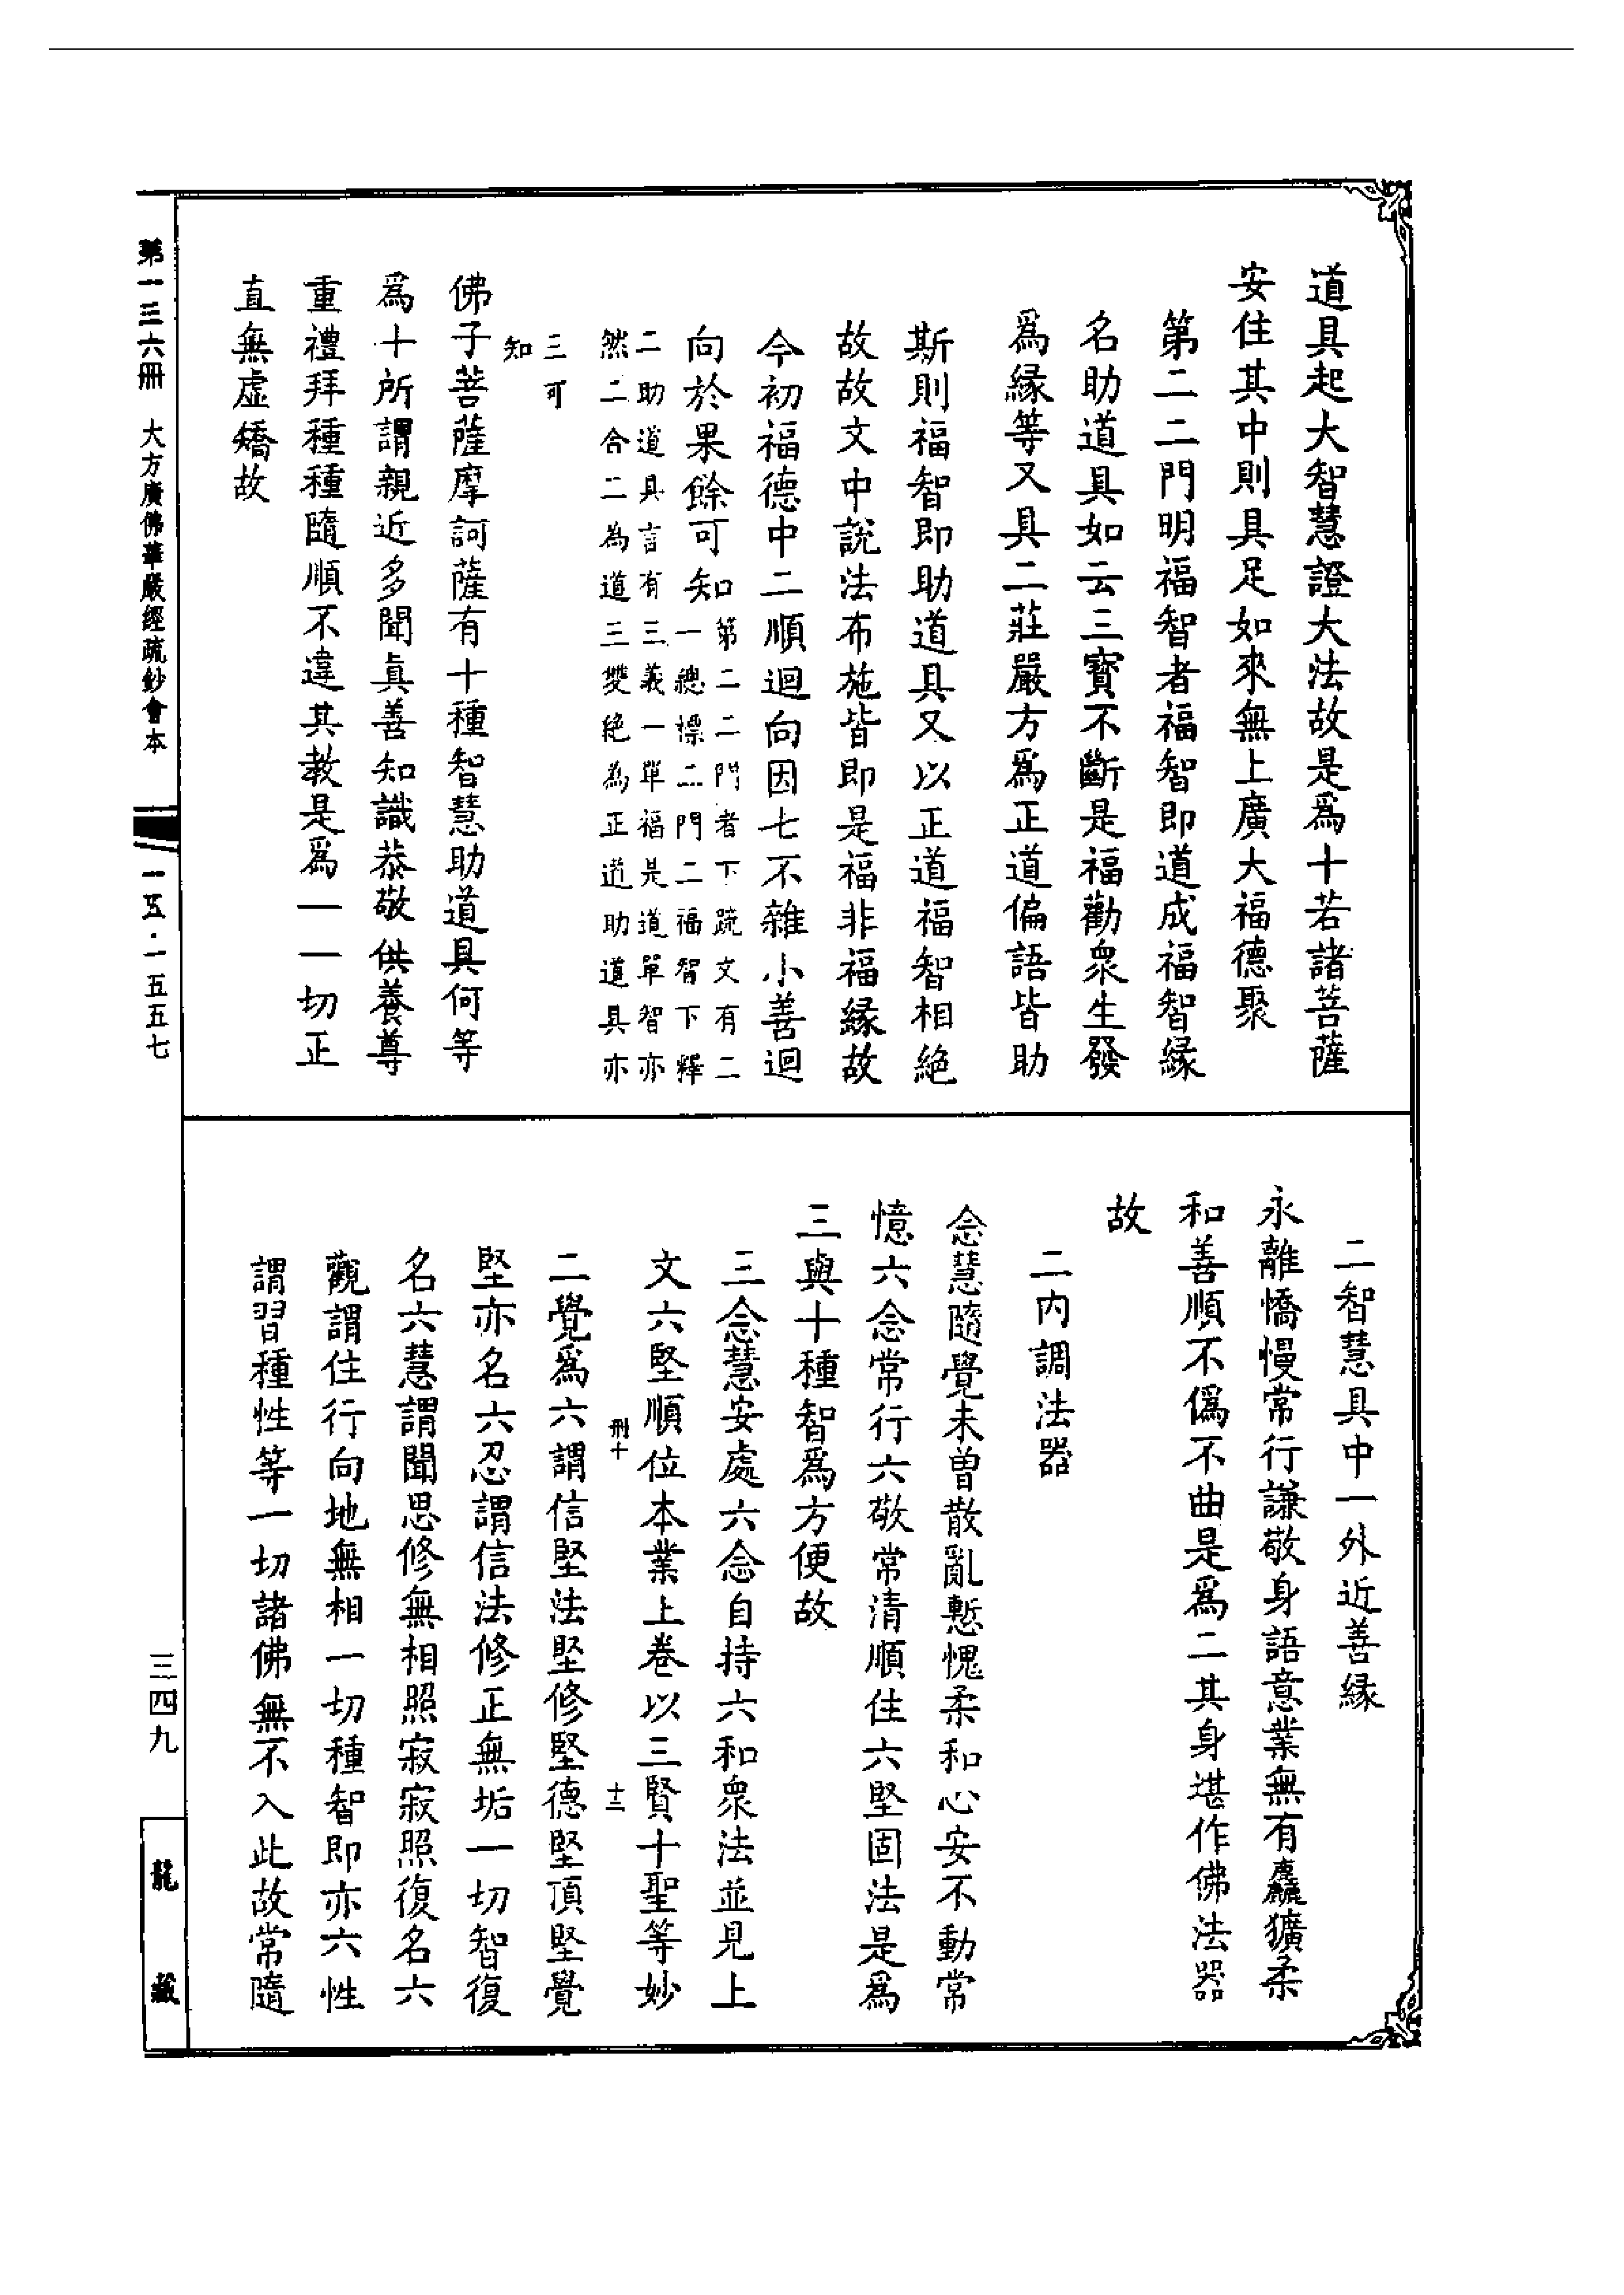 道具起大智慧證大法故是爲十若諸菩薩
安住其中則具足如來無上廣大福德聚
第二二門明福智者福智即道成福智緣
名助道具如云三寳不斷是福勸衆生發
爲緣等又具二莊嚴方爲正道偏語皆助
斯則福智即助道具又以正道福智相絶
故故文中說法布施皆即是福非福緣故
今初福德中二順迴向因七不雜小善迴
向於果餘可知第二二門者下䟽文有二
一總標二門二福智下釋
二助道具言有三義一單福是道單智亦
然二合二為道三雙絶為正道助道具亦
三可
知
佛子菩薩摩訶薩有十種智慧助道具何等
爲十所謂親近多聞眞善知識恭敬供養尊
重禮拜種種隨順不違其教是爲一一切正
直無虛矯故
二智慧具中一外近善緣
永離憍慢常行謙敬身語意業無有麤獷柔
和善順不僞不曲是爲二其身堪作佛法器
故
二内調法器
念慧隨覺未曽散亂慙愧柔和心安不動常
憶六念常行六敬常清順住六堅固法是爲
三與十種智爲方便故
三念慧安處六念自持六和衆法並見上
文六堅順位本業上卷以三賢十聖等妙
刑十
十三
二覺爲六謂信堅法堅修堅德堅頂堅覺
堅亦名六忍謂信法修正無垢一切智復
名六慧謂聞思修無相照寂寂照復名六
觀謂住行向地無相一切種智即亦六性
謂習種性等一切諸佛無不入此故常隨
第一三六冊 大方廣佛華嚴經疏鈔會本
一五·一五五七
三四九
龍藏